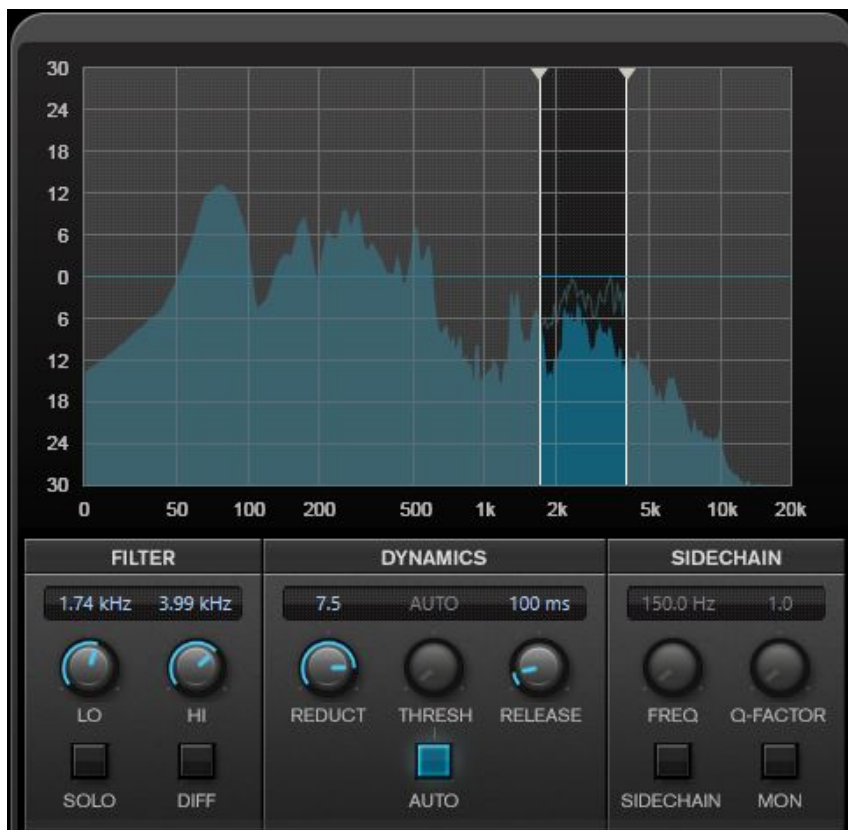 30
24
18
12
6
0
6
12
18
24
30
0 50 100 200 500 1k 2k 5k 10k 20k
FILTER DYNAMICS SIDECHAIN
1.74 kHz 3.99 kHz 7.5 AUTO 100 ms 150.0 Hz 1.0
LO HI REDUCT THRESH RELEASE FREQ Q-FACTOR
SOLO DIFF AUTO SIDECHAIN MON